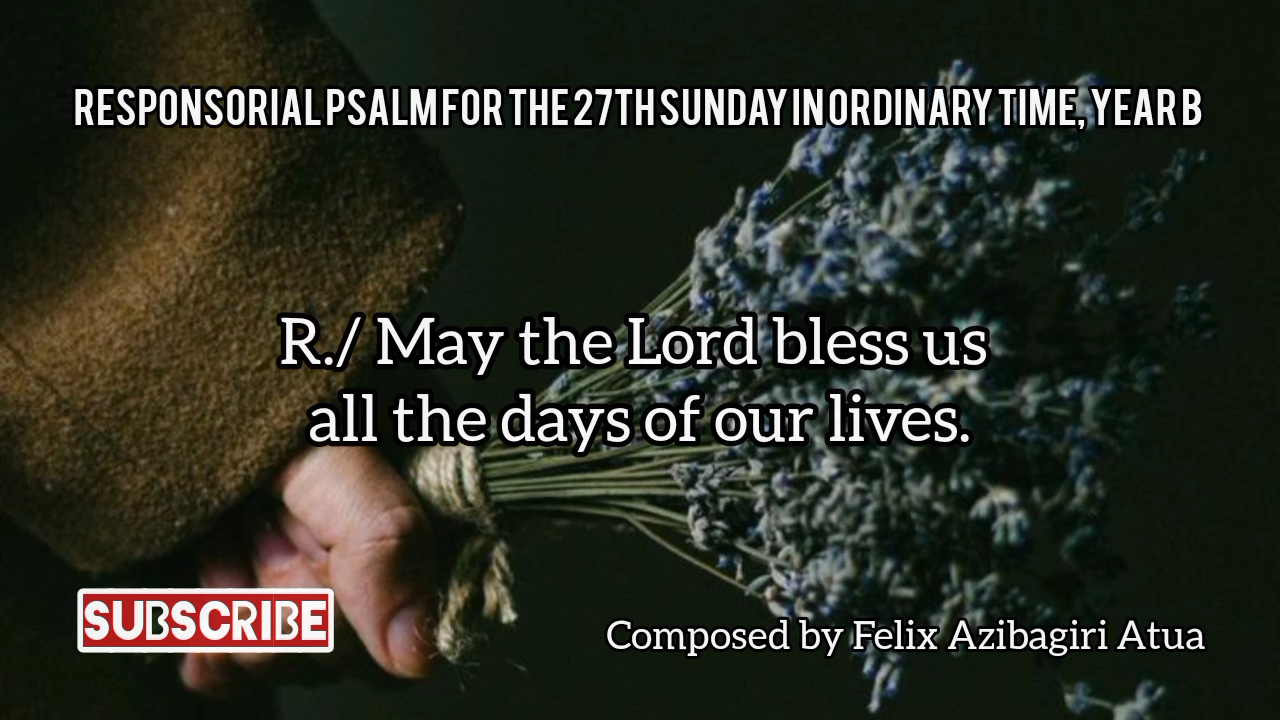 RESPONSORIAL PSALM FOR THE 27TH SUNDAY IN ORDINARY TIME, YEAR B
R./ May the Lord bless us
all the days of our lives.
SUBSCRIBE
Composed by Felix Azibagiri Atua